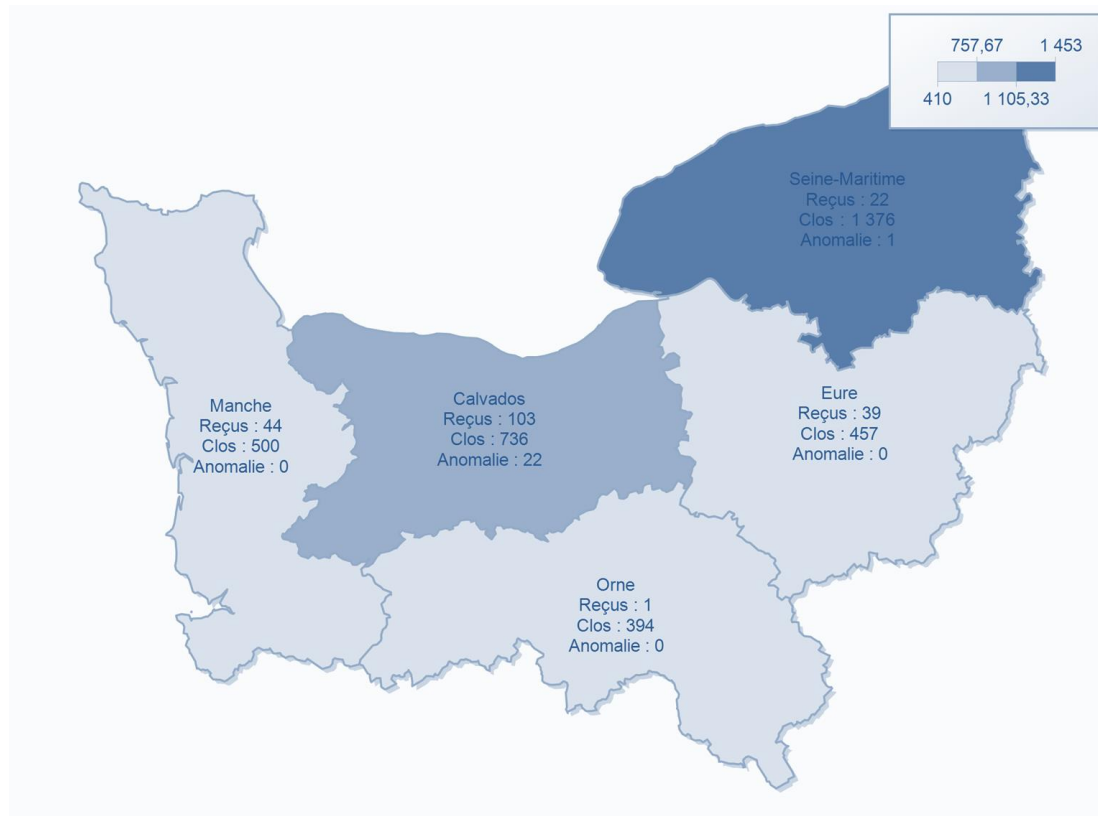 757,67 1 453
410 1 105,33
Seine-Maritime
Reçus : 22
Clos : 1 376
Anomalie : 1
Manche
Reçus : 44
Clos : 500
Anomalie : 0
Calvados
Reçus : 103
Clos : 736
Anomalie : 22
Eure
Reçus : 39
Clos : 457
Anomalie : 0
Orne
Reçus : 1
Clos : 394
Anomalie : 0